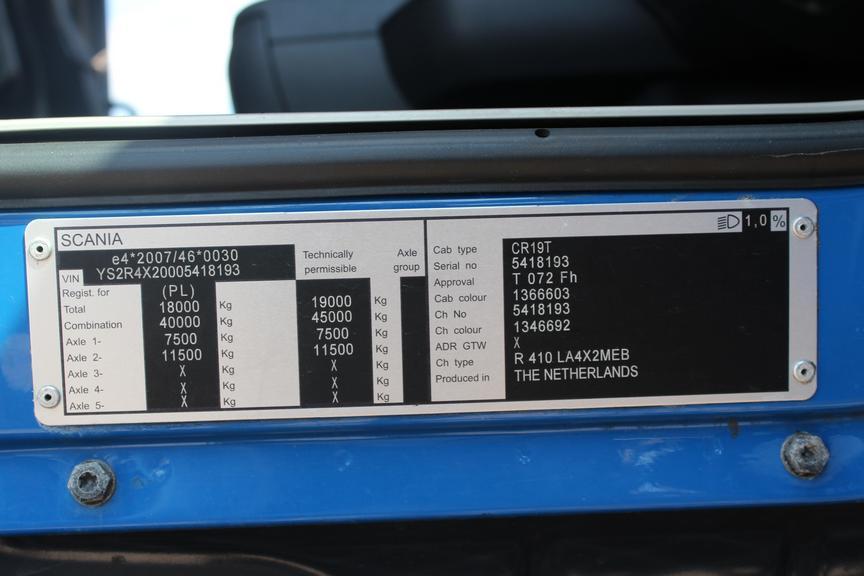 SCANIA
e4*2007/46*0030
VIN YS2R4X20005418193
Technically permissible
Axle group
Regist. for (PL)
Total 18000 Kg 19000 Kg
Combination 40000 Kg 45000 Kg
Axle 1- 7500 Kg 7500 Kg
Axle 2- 11500 Kg 11500 Kg
Axle 3- X Kg X Kg
Axle 4- X Kg X Kg
Axle 5- X Kg X Kg
1,0 %
Cab type CR19T
Serial no 5418193
Approval T 072 Fh
Cab colour 1366603
Ch No 5418193
Ch colour 1346692
ADR GTW X
Ch type R 410 LA4X2MEB
Produced in THE NETHERLANDS